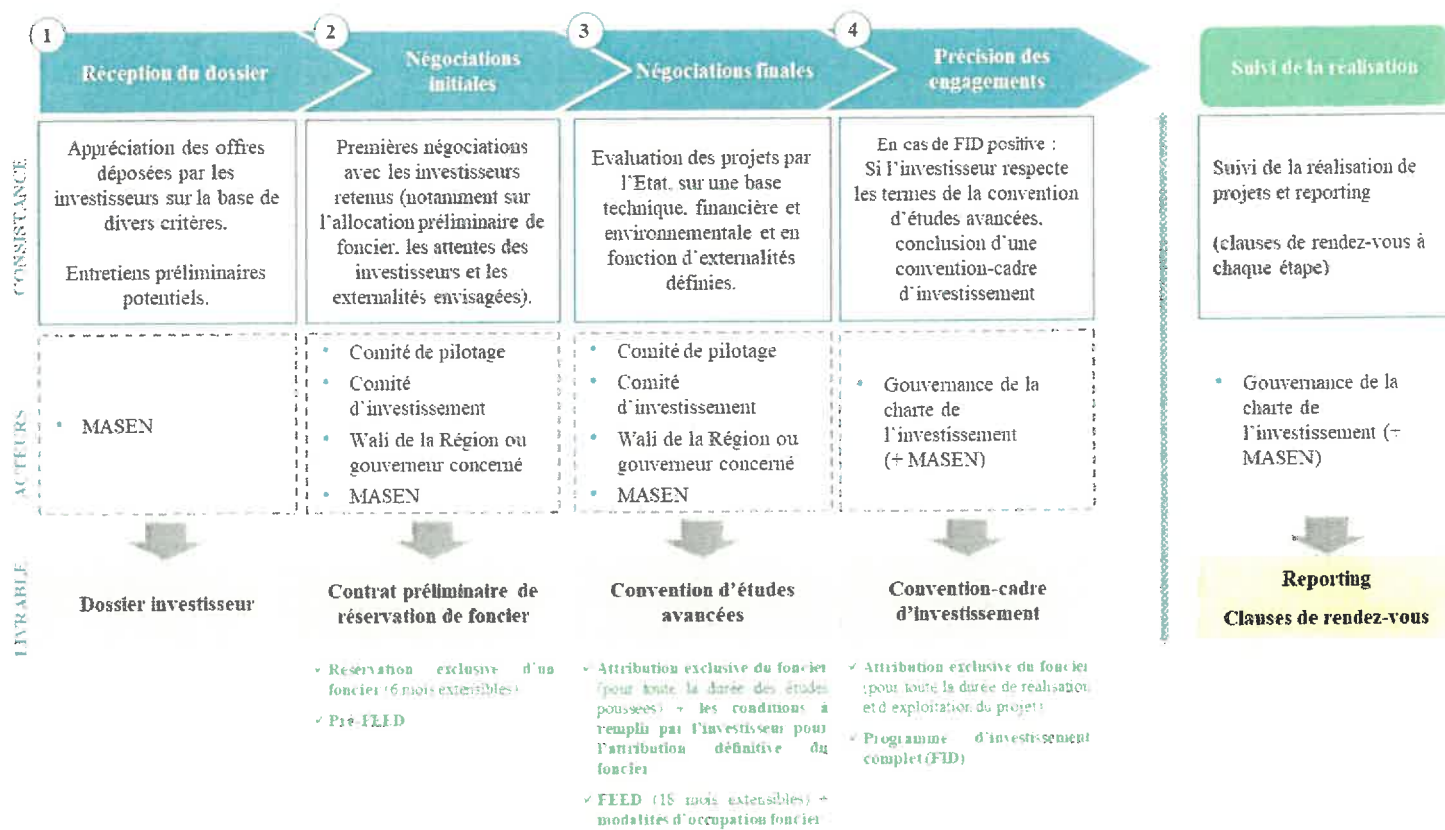 1
Réception du dossier
2
Négociations
initiales
3
Négociations finales
4
Précision des
engagements
Suivi de la réalisation
CONSISTANCE
Appréciation des offres
déposées par les
investisseurs sur la base de
divers critères.
Entretiens préliminaires
potentiels.
Premières négociations
avec les investisseurs
retenus (notamment sur
l'allocation préliminaire de
foncier, les attentes des
investisseurs et les
externalités envisagées).
Evaluation des projets par
l'Etat, sur une base
technique, financière et
environnementale et en
fonction d'externalités
définies.
En cas de FID positive :
Si l'investisseur respecte
les termes de la convention
d'études avancées,
conclusion d'une
convention-cadre
d'investissement
Suivi de la réalisation de
projets et reporting
(clauses de rendez-vous à
chaque étape)
ACTEURS
• MASEN
• Comité de pilotage
• Comité
d'investissement
• Wali de la Région ou
gouverneur concerné
• MASEN
• Comité de pilotage
• Comité
d'investissement
• Wali de la Région ou
gouverneur concerné
• MASEN
• Gouvernance de la
charte de
l'investissement
(+ MASEN)
• Gouvernance de la
charte de
l'investissement (+
MASEN)
LIVRABLE
Dossier investisseur
Contrat préliminaire de
réservation de foncier
Convention d'études
avancées
Convention-cadre
d'investissement
Reporting
Clauses de rendez-vous
✓ Réservation exclusive d'un
foncier (6 mois extensibles)
✓ Pré-FEED
✓ Attribution exclusive du foncier
(pour toute la durée des études
poussées) + les conditions à
remplir par l'investisseur pour
l'attribution définitive du
foncier
✓ FEED (18 mois extensibles) +
modalités d'occupation foncier
✓ Attribution exclusive du foncier
(pour toute la durée de réalisation
et d'exploitation du projet)
✓ Programme d'investissement
complet (FID)